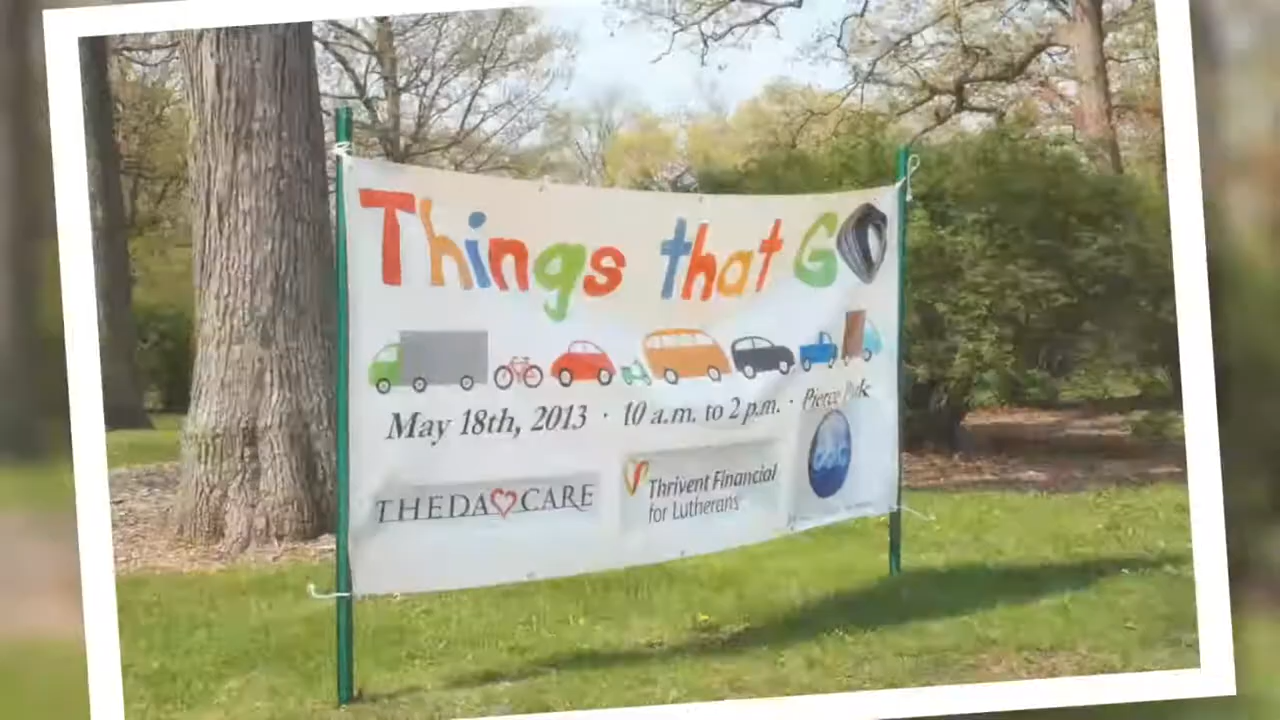 Things that GO
May 18th, 2013 · 10 a.m. to 2 p.m. · Pierce Park
THEDA CARE
Thrivent Financial
for Lutherans